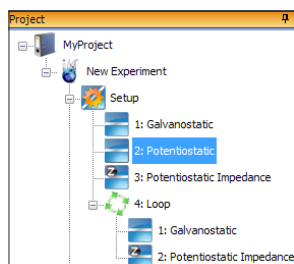 Project
MyProject
New Experiment
Setup
1: Galvanostatic
2: Potentiostatic
3: Potentiostatic Impedance
4: Loop
1: Galvanostatic
2: Potentiostatic Impedance